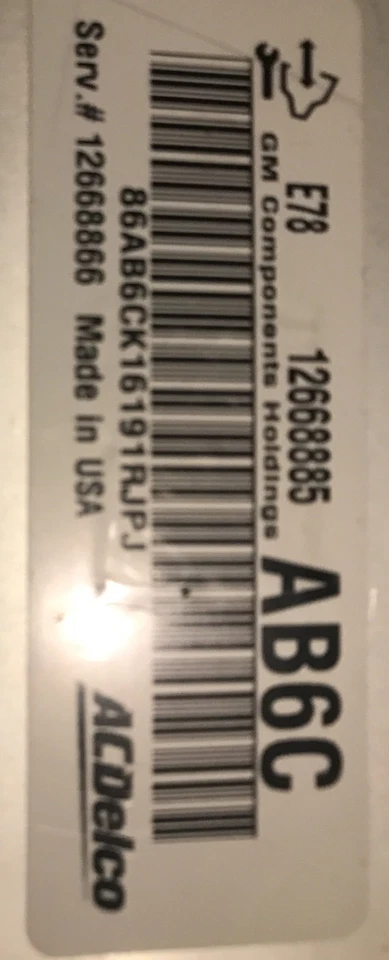 E78 12668885 AB6C
GM Components Holdings
86AB6CK16191RJPJ
Serv.# 12668866 Made in USA
ACDelco